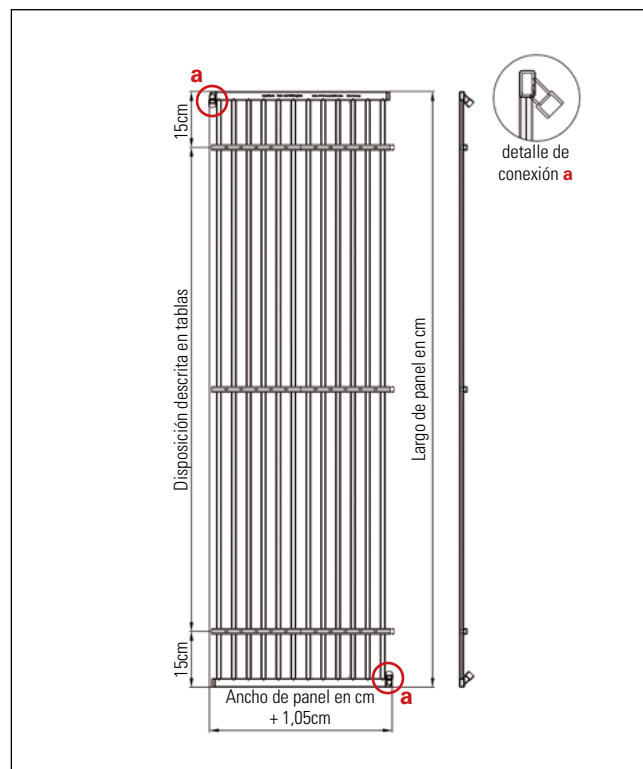 a
15cm
detalle de
conexión a
Disposición descrita en tablas
Largo de panel en cm
15cm
Ancho de panel en cm
+ 1,05cm
a